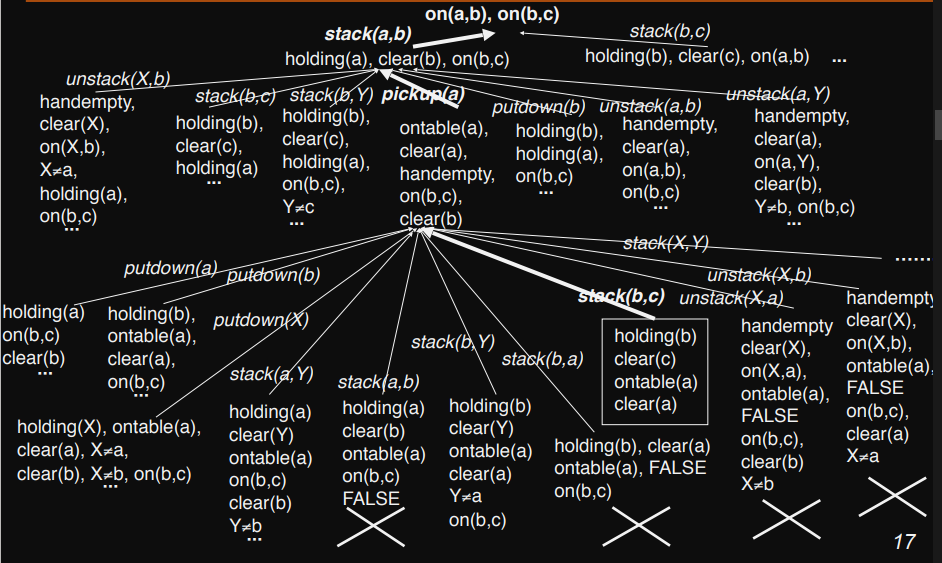 on(a,b), on(b,c)
stack(a,b)
stack(b,c)
holding(a), clear(b), on(b,c)
holding(b), clear(c), on(a,b) ...
unstack(X,b)
handempty,
clear(X),
on(X,b),
X≠a,
holding(a),
on(b,c)
...
stack(b,c)
holding(b),
clear(c),
holding(a)
...
stack(b,Y)
holding(b),
clear(c),
holding(a),
on(b,c),
Y≠c
...
pickup(a)
ontable(a),
clear(a),
handempty,
on(b,c),
clear(b)
putdown(b)
holding(b),
holding(a),
on(b,c)
...
unstack(a,b)
handempty,
clear(a),
on(a,b),
on(b,c)
...
unstack(a,Y)
handempty,
clear(a),
on(a,Y),
clear(b),
Y≠b, on(b,c)
...
putdown(a)
holding(a)
on(b,c)
clear(b)
...
putdown(b)
holding(b),
ontable(a),
clear(a),
on(b,c)
...
putdown(X)
holding(X), ontable(a),
clear(a), X≠a,
clear(b), X≠b, on(b,c)
...
stack(a,Y)
holding(a)
clear(Y)
ontable(a)
on(b,c)
clear(b)
Y≠b
...
stack(a,b)
holding(a)
clear(b)
ontable(a)
on(b,c)
FALSE
stack(b,Y)
holding(b)
clear(Y)
ontable(a)
clear(a)
Y≠a
on(b,c)
stack(b,a)
holding(b), clear(a)
ontable(a), FALSE
on(b,c)
stack(b,c)
holding(b)
clear(c)
ontable(a)
clear(a)
unstack(X,a)
handempty
clear(X),
on(X,a),
ontable(a),
FALSE
on(b,c),
clear(b)
X≠b
unstack(X,b)
handempty
clear(X),
on(X,b),
ontable(a),
FALSE
on(b,c),
clear(a)
X≠a
stack(X,Y)
......
17